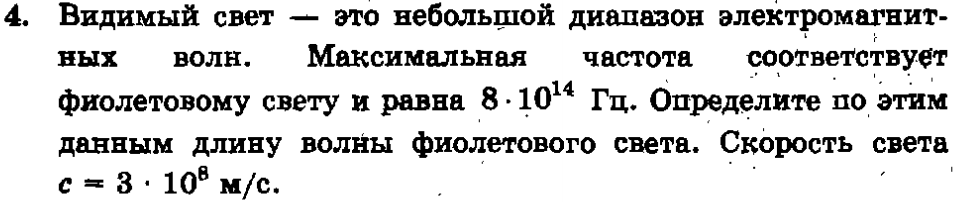 4. Видимый свет — это небольшой диапазон электромагнит-
ных волн. Максимальная частота соответствует
фиолетовому свету и равна 8 · 10¹⁴ Гц. Определите по этим
данным длину волны фиолетового света. Скорость света
c = 3 · 10⁸ м/с.